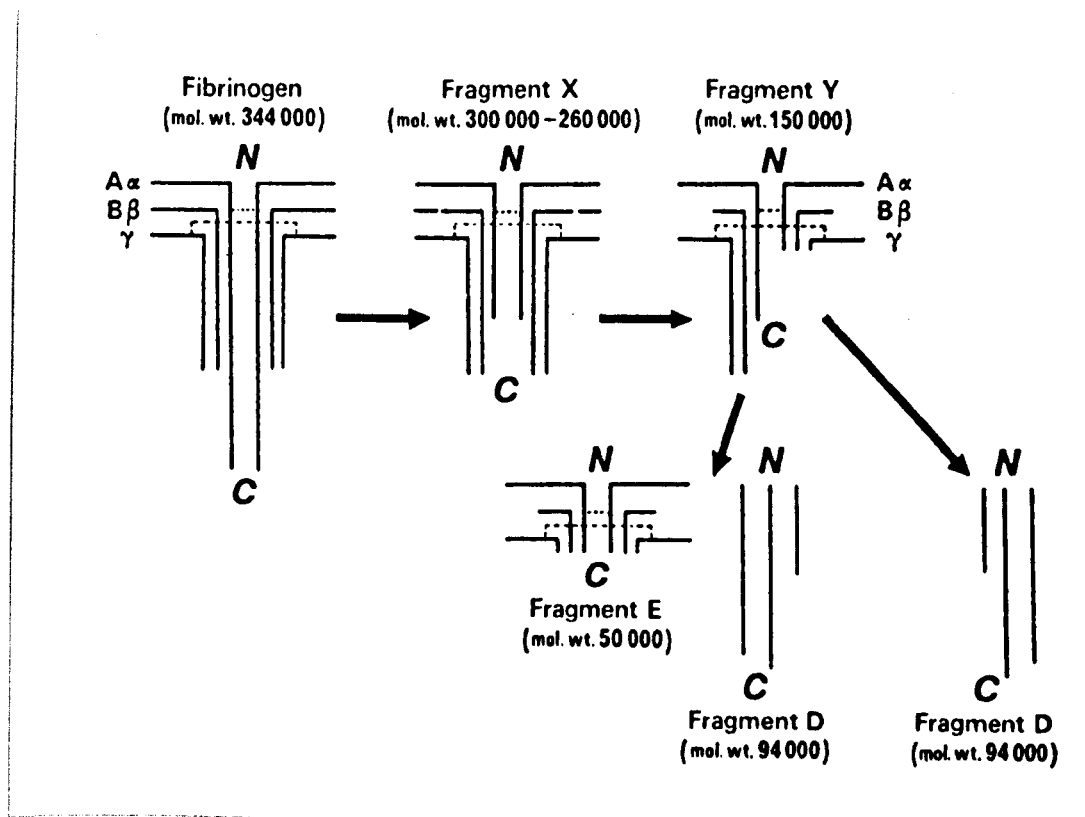 Fibrinogen
(mol. wt. 344 000)
Fragment X
(mol. wt. 300 000–260 000)
Fragment Y
(mol. wt. 150 000)
N
N
N
Aα
Bβ
γ
Aα
Bβ
γ
C
C
C
N
N
N
C
Fragment E
(mol. wt. 50 000)
C
Fragment D
(mol. wt. 94 000)
C
Fragment D
(mol. wt. 94 000)